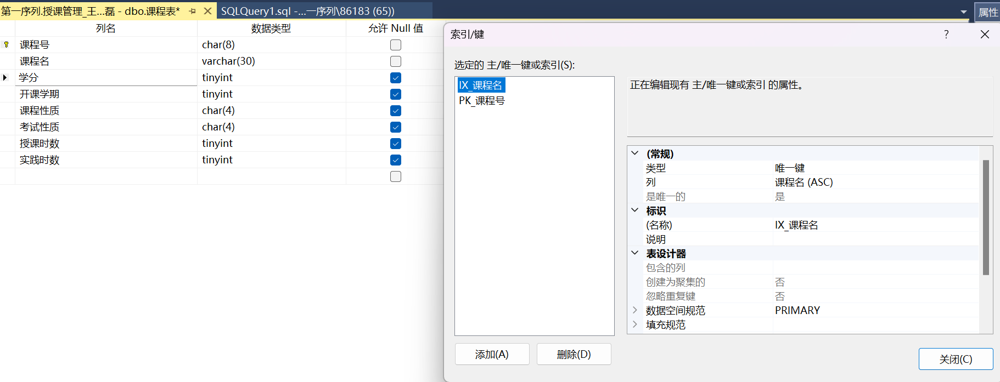 第一序列.授课管理_王...磊 - dbo.课程表*
SQLQuery1.sql -...一序列\86183 (65))
属性
列名 数据类型 允许 Null 值
课程号 char(8)
课程名 varchar(30)
学分 tinyint
开课学期 tinyint
课程性质 char(4)
考试性质 char(4)
授课时数 tinyint
实践时数 tinyint
索引/键
?
选定的 主/唯一键或索引(S):
IX_课程名
PK_课程号
正在编辑现有 主/唯一键或索引 的属性。
(常规)
类型 唯一键
列 课程名 (ASC)
是唯一的 是
标识
(名称) IX_课程名
说明
表设计器
包含的列
创建为聚集的 否
忽略重复键 否
数据空间规范 PRIMARY
填充规范
添加(A)
删除(D)
关闭(C)